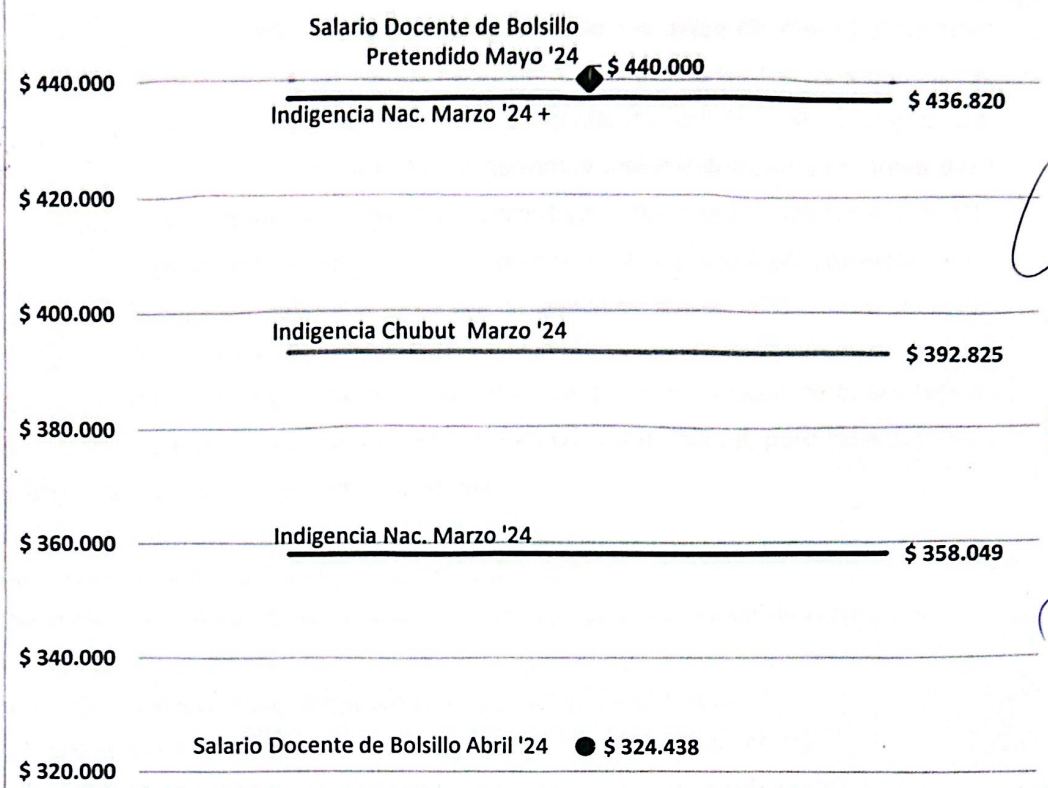 Salario Docente de Bolsillo
Pretendido Mayo '24
$ 440.000
$ 440.000
$ 436.820
Indigencia Nac. Marzo '24 +
$ 420.000
$ 400.000
Indigencia Chubut Marzo '24
$ 392.825
$ 380.000
Indigencia Nac. Marzo '24
$ 360.000
$ 358.049
$ 340.000
Salario Docente de Bolsillo Abril '24
$ 324.438
$ 320.000